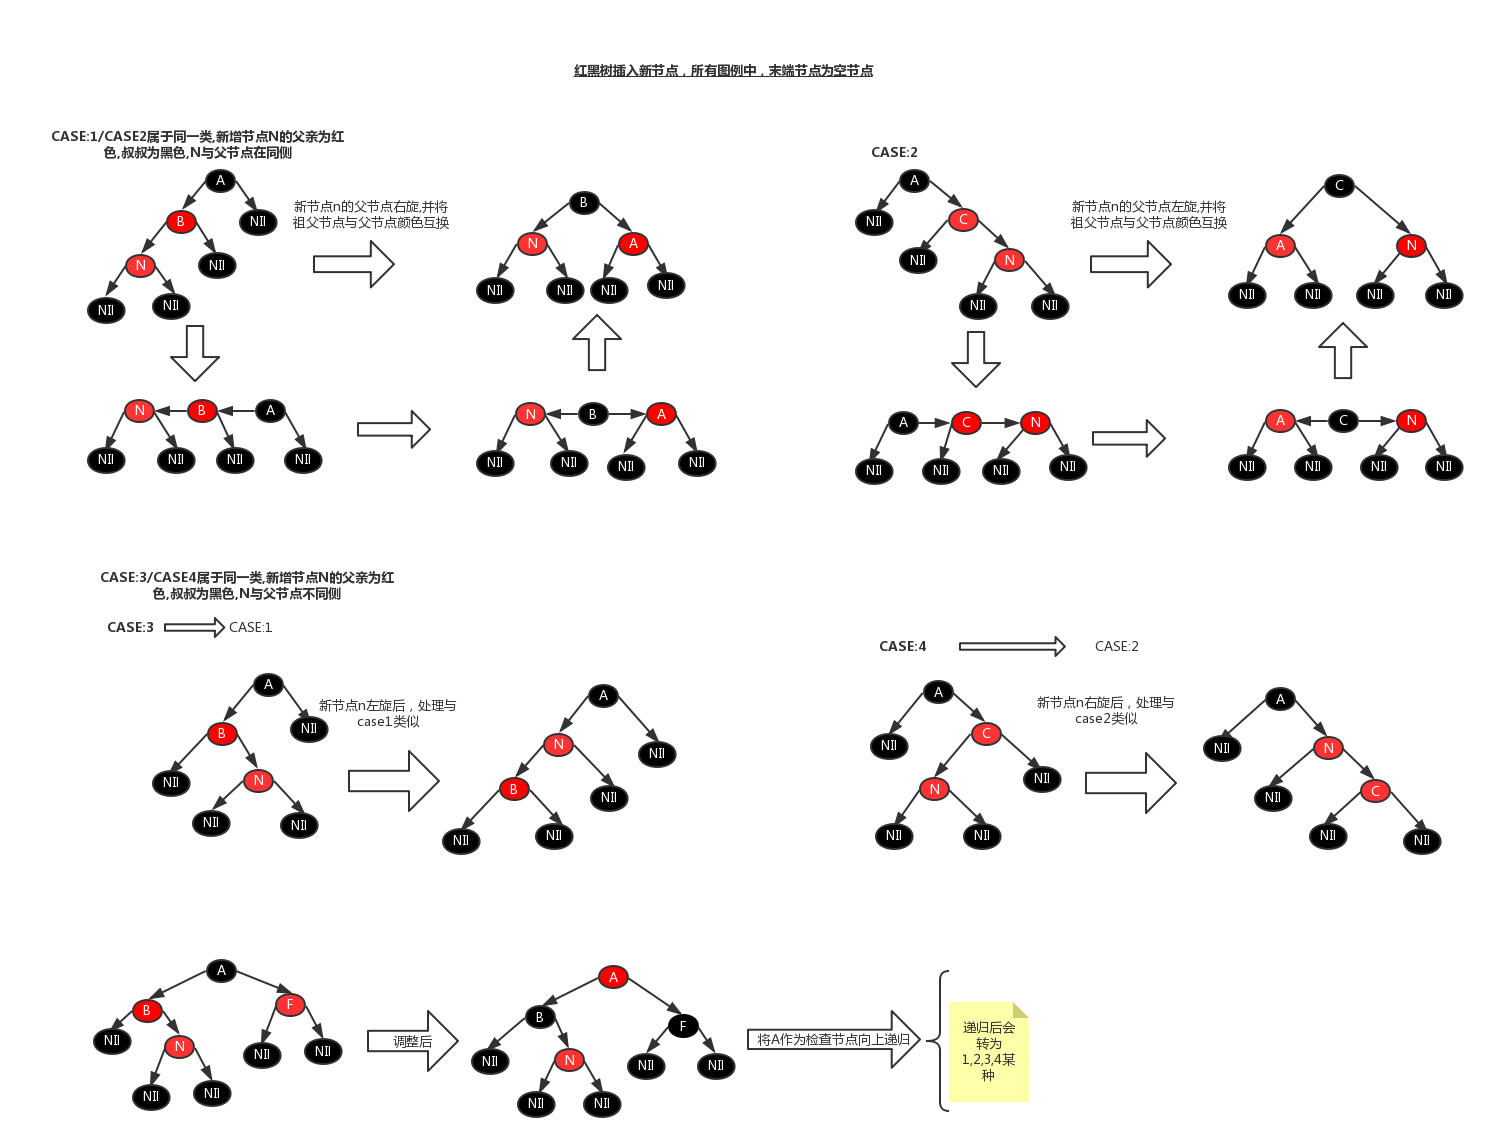 红黑树插入新节点，所有图例中，末端节点为空节点
CASE:1/CASE2属于同一类,新增节点N的父亲为红
色,叔叔为黑色,N与父节点在同侧
A
B
NIl
N
NIl
NIl
NIl
新节点n的父节点右旋,并将
祖父节点与父节点颜色互换
B
N
A
NIl
NIl
NIl
NIl
N
B
A
NIl
NIl
NIl
NIl
N
B
A
NIl
NIl
NIl
NIl
CASE:2
A
NIl
C
NIl
N
NIl
NIl
新节点n的父节点左旋,并将
祖父节点与父节点颜色互换
C
A
N
NIl
NIl
NIl
NIl
A
C
N
NIl
NIl
NIl
NIl
A
C
N
NIl
NIl
NIl
NIl
CASE:3/CASE4属于同一类,新增节点N的父亲为红
色,叔叔为黑色,N与父节点不同侧
CASE:3
CASE:1
A
B
NIl
NIl
N
NIl
NIl
新节点n左旋后，处理与
case1类似
A
N
NIl
B
NIl
NIl
NIl
CASE:4
CASE:2
A
NIl
C
N
NIl
NIl
NIl
新节点n右旋后，处理与
case2类似
A
NIl
N
NIl
C
NIl
NIl
A
B
F
NIl
N
NIl
NIl
NIl
NIl
调整后
A
B
F
NIl
N
NIl
NIl
NIl
NIl
将A作为检查节点向上递归
递归后会
转为
1,2,3,4某
种